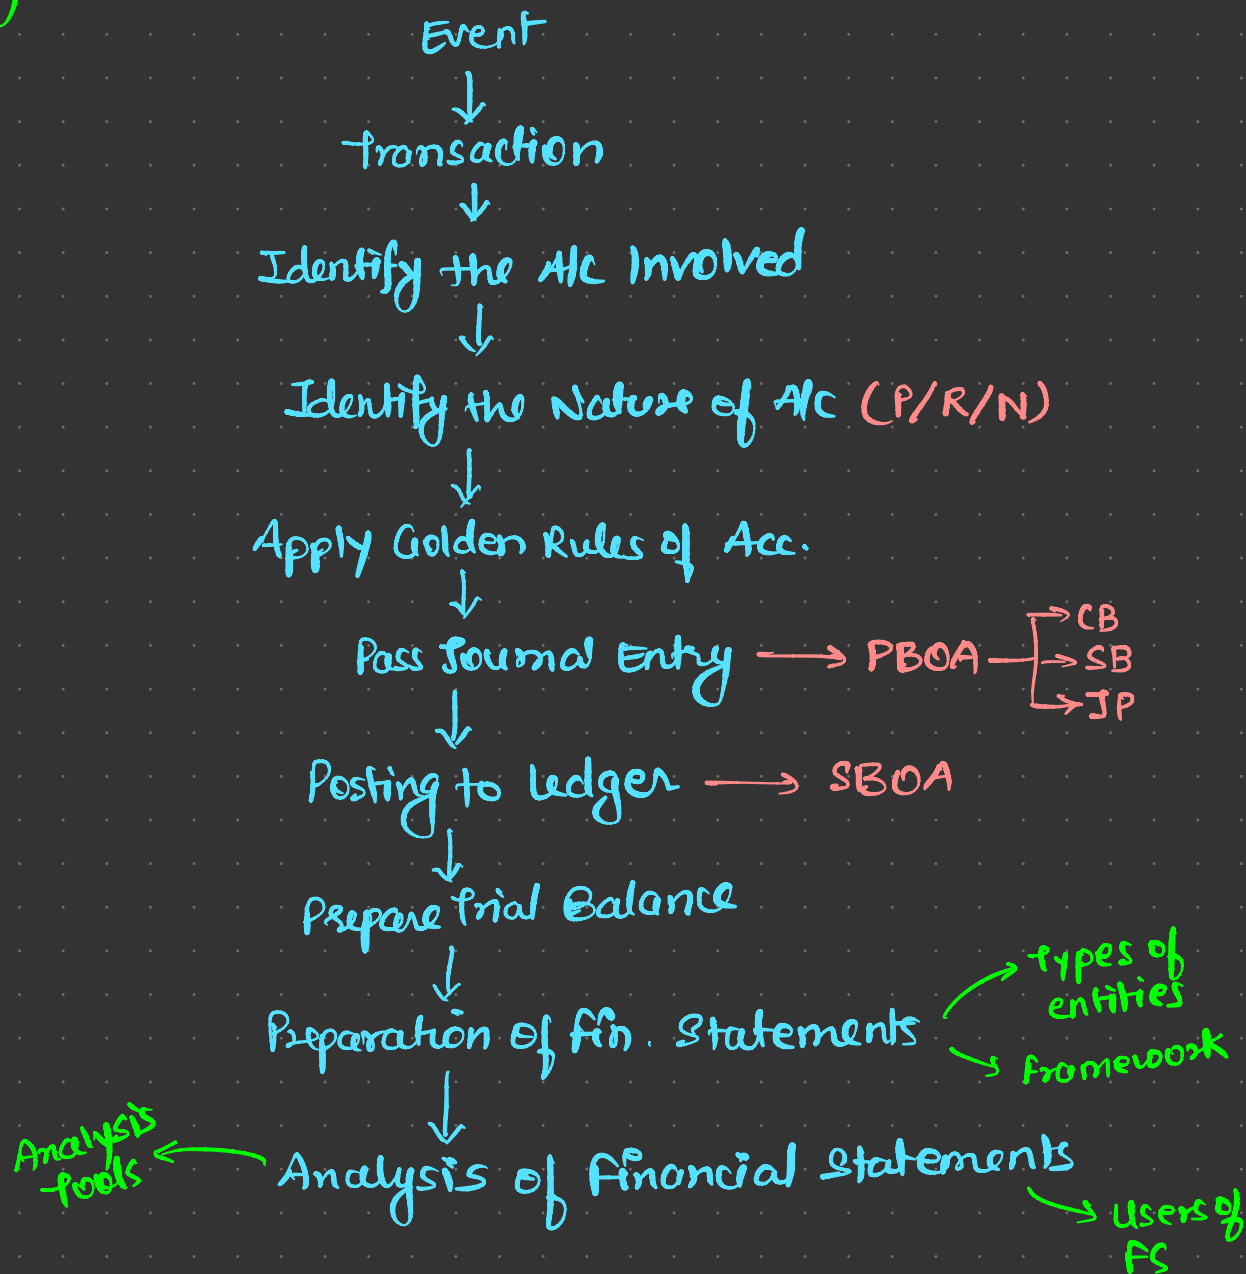 Event
Transaction
Identify the A/c Involved
Identify the Nature of A/c (P/R/N)
Apply Golden Rules of Acc.
Pass Journal Entry
PBOA
CB
SB
JP
Posting to Ledger
SBOA
Prepare Trial Balance
Preparation of Fin. Statements
Types of
entities
Framework
Analysis of Financial Statements
Analysis
Tools
Users of
FS